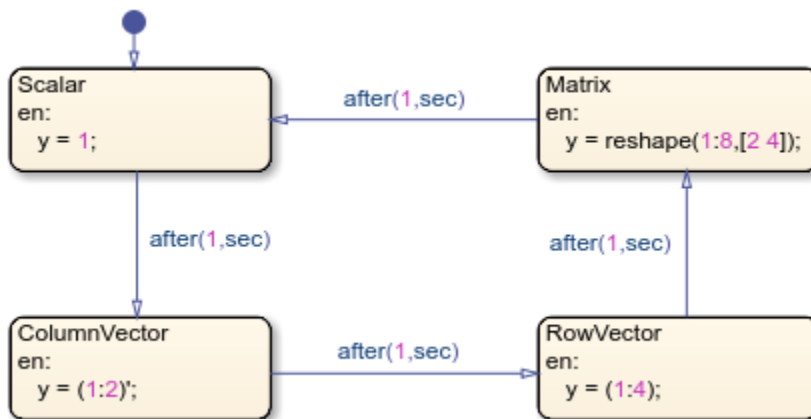 Scalar
en:
y = 1;
after(1,sec)
Matrix
en:
y = reshape(1:8,[2 4]);
after(1,sec)
after(1,sec)
ColumnVector
en:
y = (1:2)';
after(1,sec)
RowVector
en:
y = (1:4);